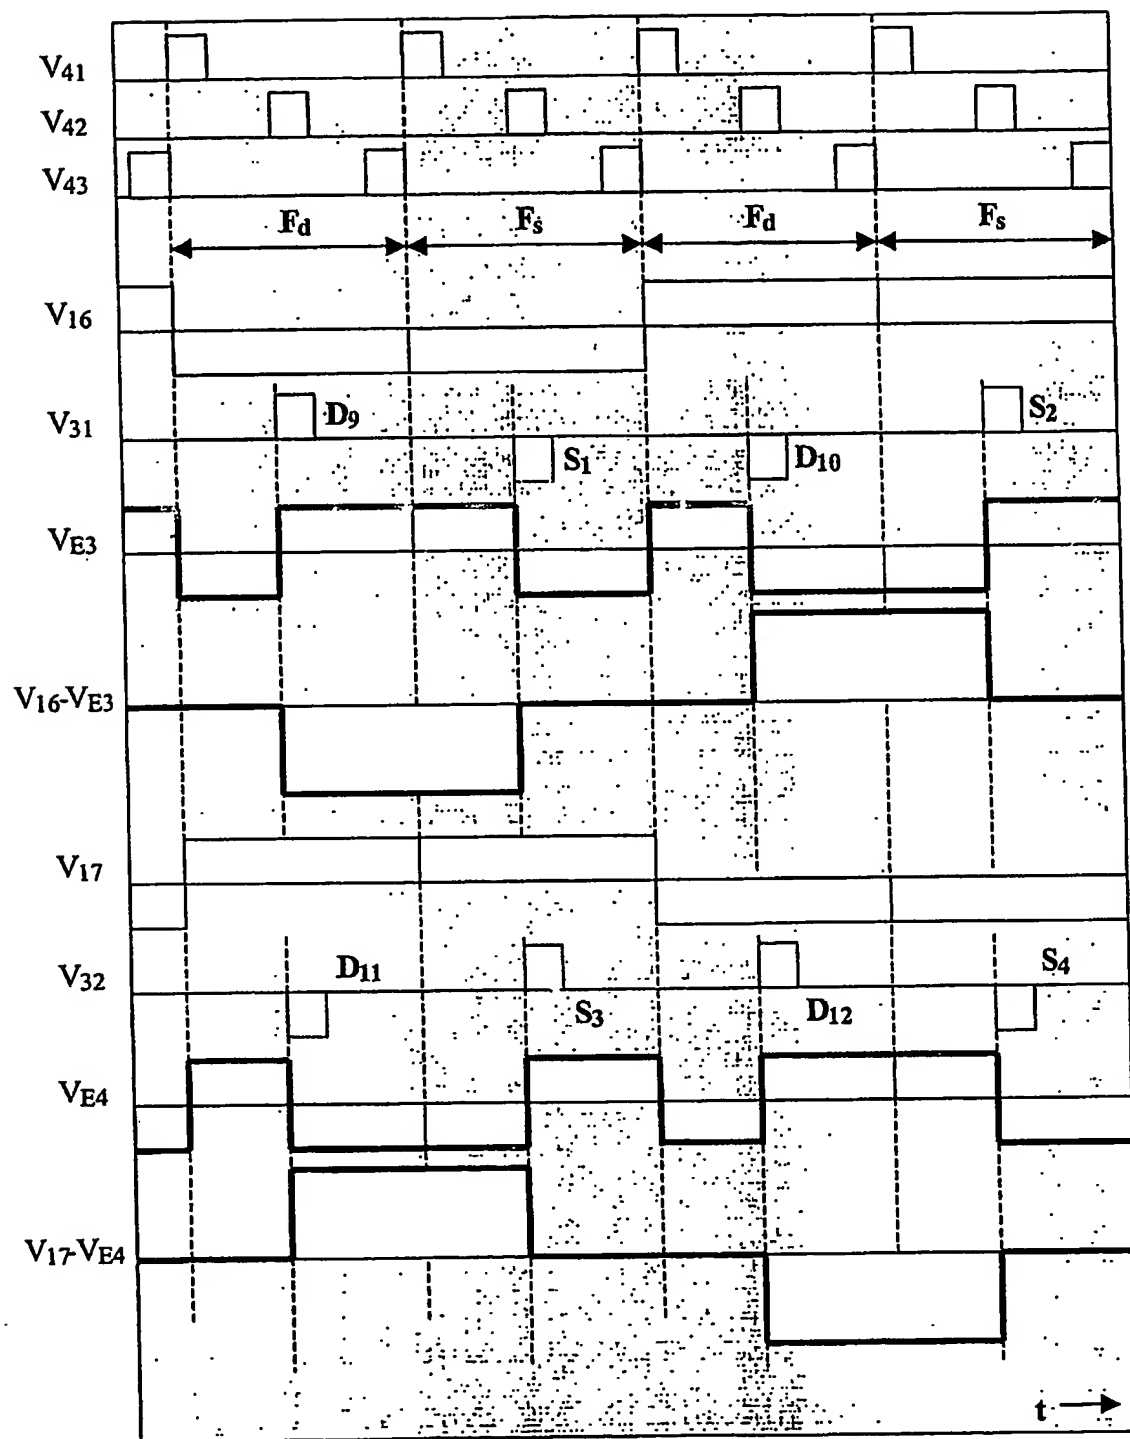 V41
V42
V43
Fd Fs Fd Fs
V16
V31 D9 S1 D10 S2
VE3
V16-VE3
V17
V32 D11 S3 D12 S4
VE4
V17-VE4
t